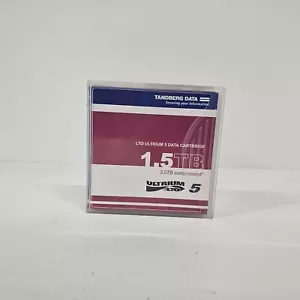 TANDBERG DATA
Securing your Information
LTO ULTRIUM 5 DATA CARTRIDGE
1.5TB
3.0TB compressed*
ULTRIUM
LTO
5